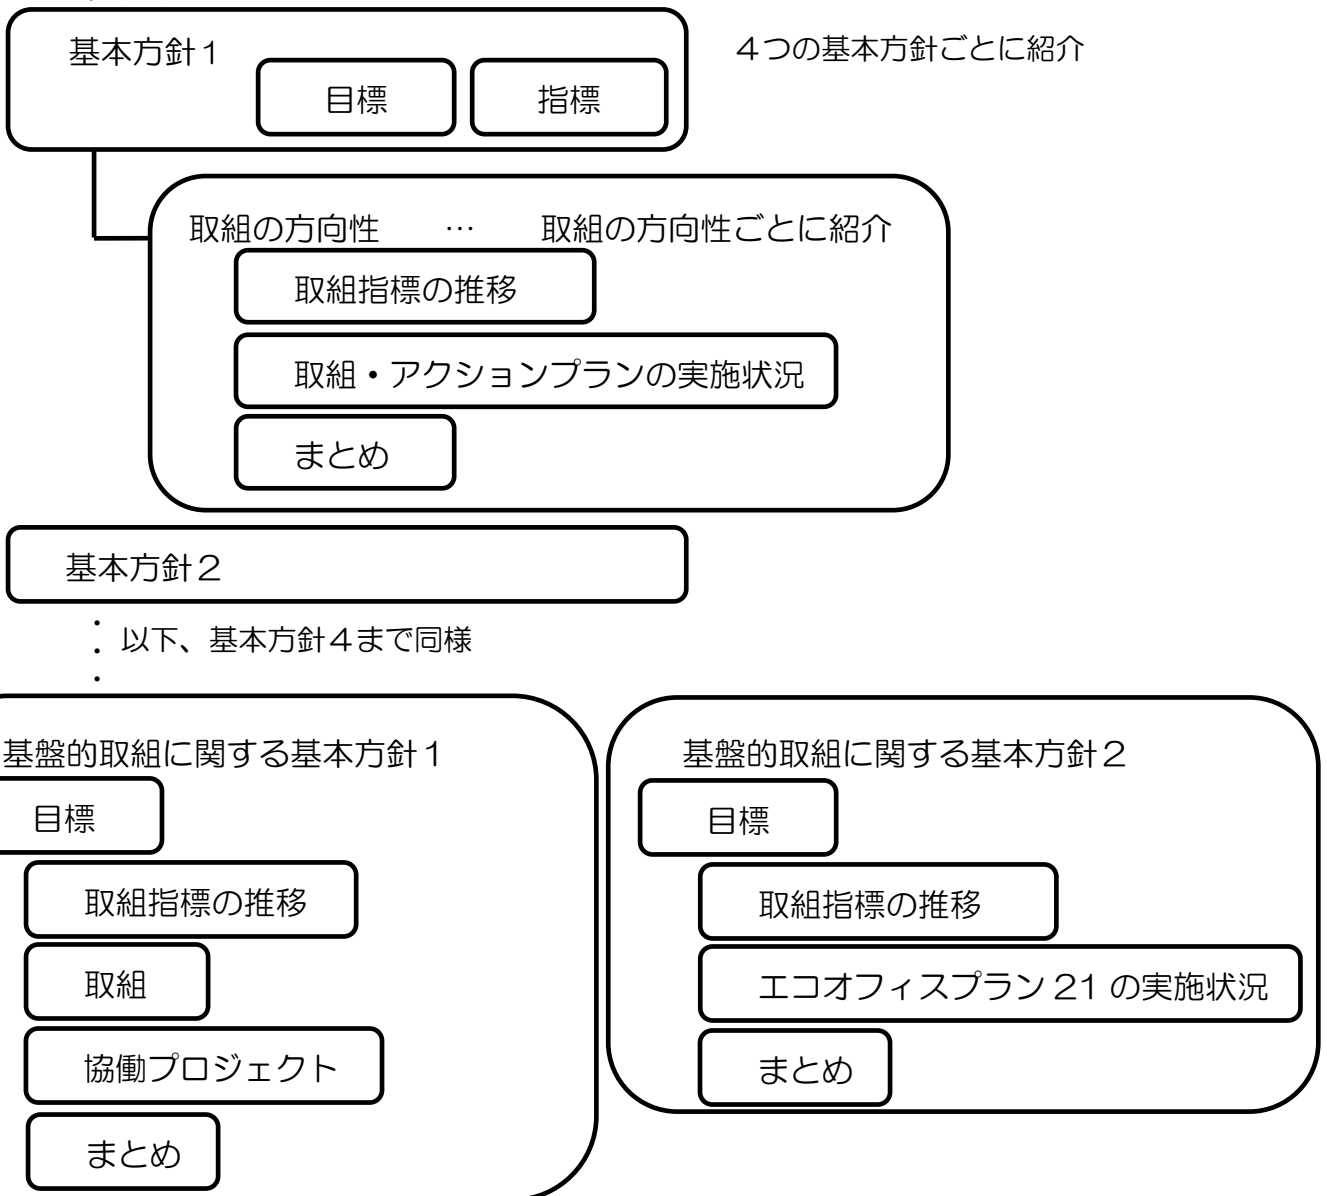 基本方針1
4つの基本方針ごとに紹介
目標
指標
取組の方向性 … 取組の方向性ごとに紹介
取組指標の推移
取組・アクションプランの実施状況
まとめ
基本方針2
・
・以下、基本方針4まで同様
・
基盤的取組に関する基本方針1
目標
取組指標の推移
取組
協働プロジェクト
まとめ
基盤的取組に関する基本方針2
目標
取組指標の推移
エコオフィスプラン 21 の実施状況
まとめ